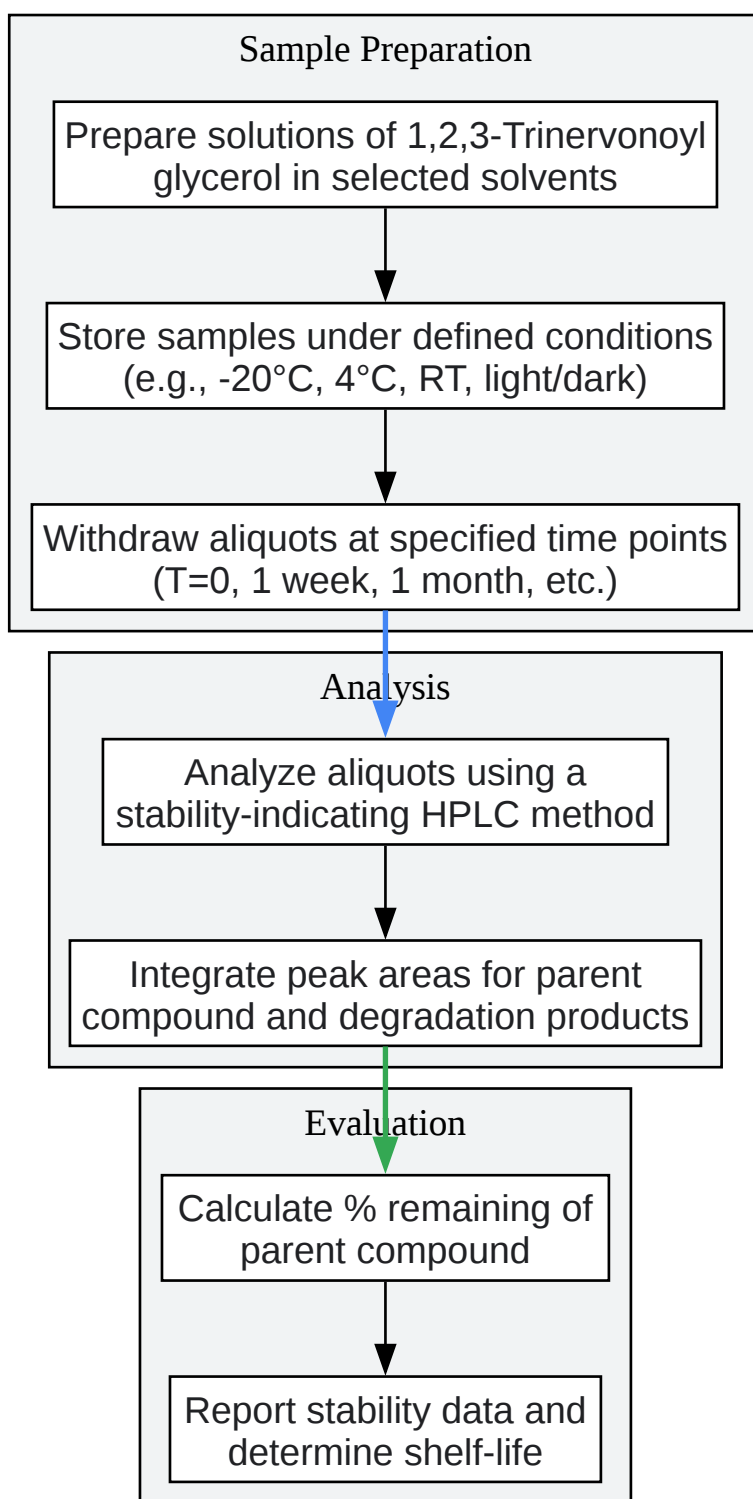 Sample Preparation
Prepare solutions of 1,2,3-Trinervonoyl
glycerol in selected solvents
Store samples under defined conditions
(e.g., -20°C, 4°C, RT, light/dark)
Withdraw aliquots at specified time points
(T=0, 1 week, 1 month, etc.)
Analysis
Analyze aliquots using a
stability-indicating HPLC method
Integrate peak areas for parent
compound and degradation products
Evaluation
Calculate % remaining of
parent compound
Report stability data and
determine shelf-life